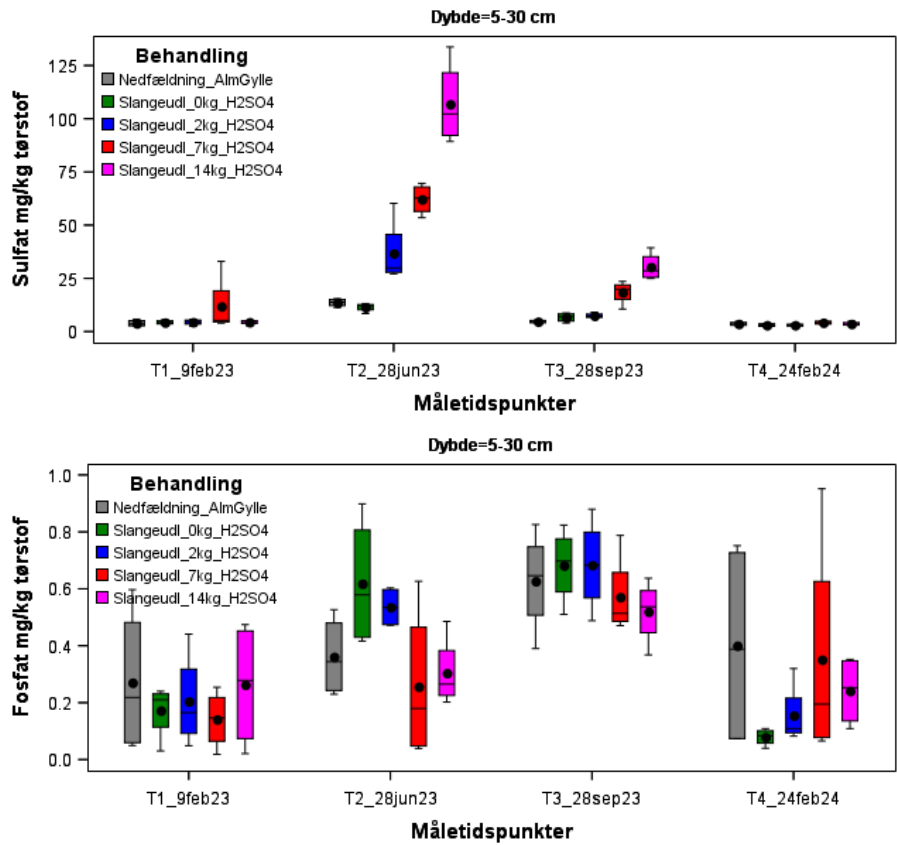 Dybde=5-30 cm
Sulfat mg/kg tørstof
125
100
75
50
25
0
Behandling
Nedfældning_AlmGylle
Slangeudl_0kg_H2SO4
Slangeudl_2kg_H2SO4
Slangeudl_7kg_H2SO4
Slangeudl_14kg_H2SO4
T1_9feb23 T2_28jun23 T3_28sep23 T4_24feb24
Måletidspunkter
Dybde=5-30 cm
Fosfat mg/kg tørstof
1.0
0.8
0.6
0.4
0.2
0.0
Behandling
Nedfældning_AlmGylle
Slangeudl_0kg_H2SO4
Slangeudl_2kg_H2SO4
Slangeudl_7kg_H2SO4
Slangeudl_14kg_H2SO4
T1_9feb23 T2_28jun23 T3_28sep23 T4_24feb24
Måletidspunkter